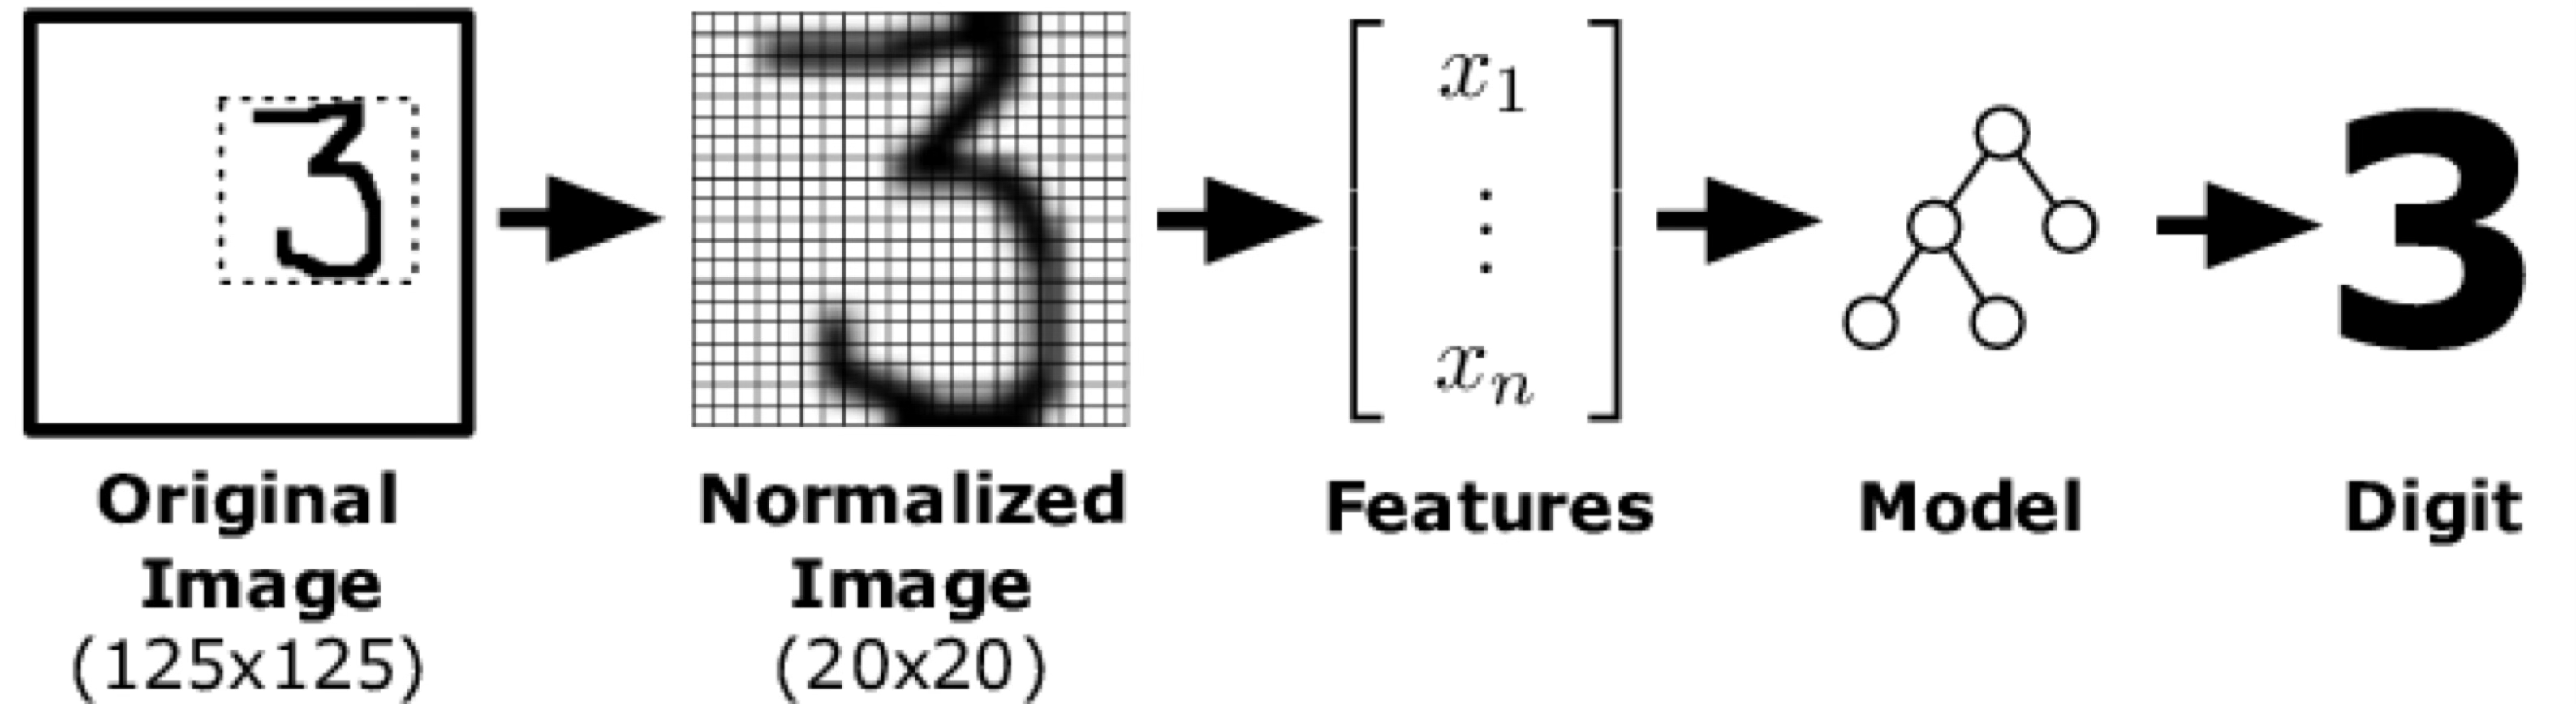 3
3
x₁
⋮
xₙ
3
Original
Image
(125x125)
Normalized
Image
(20x20)
Features
Model
Digit